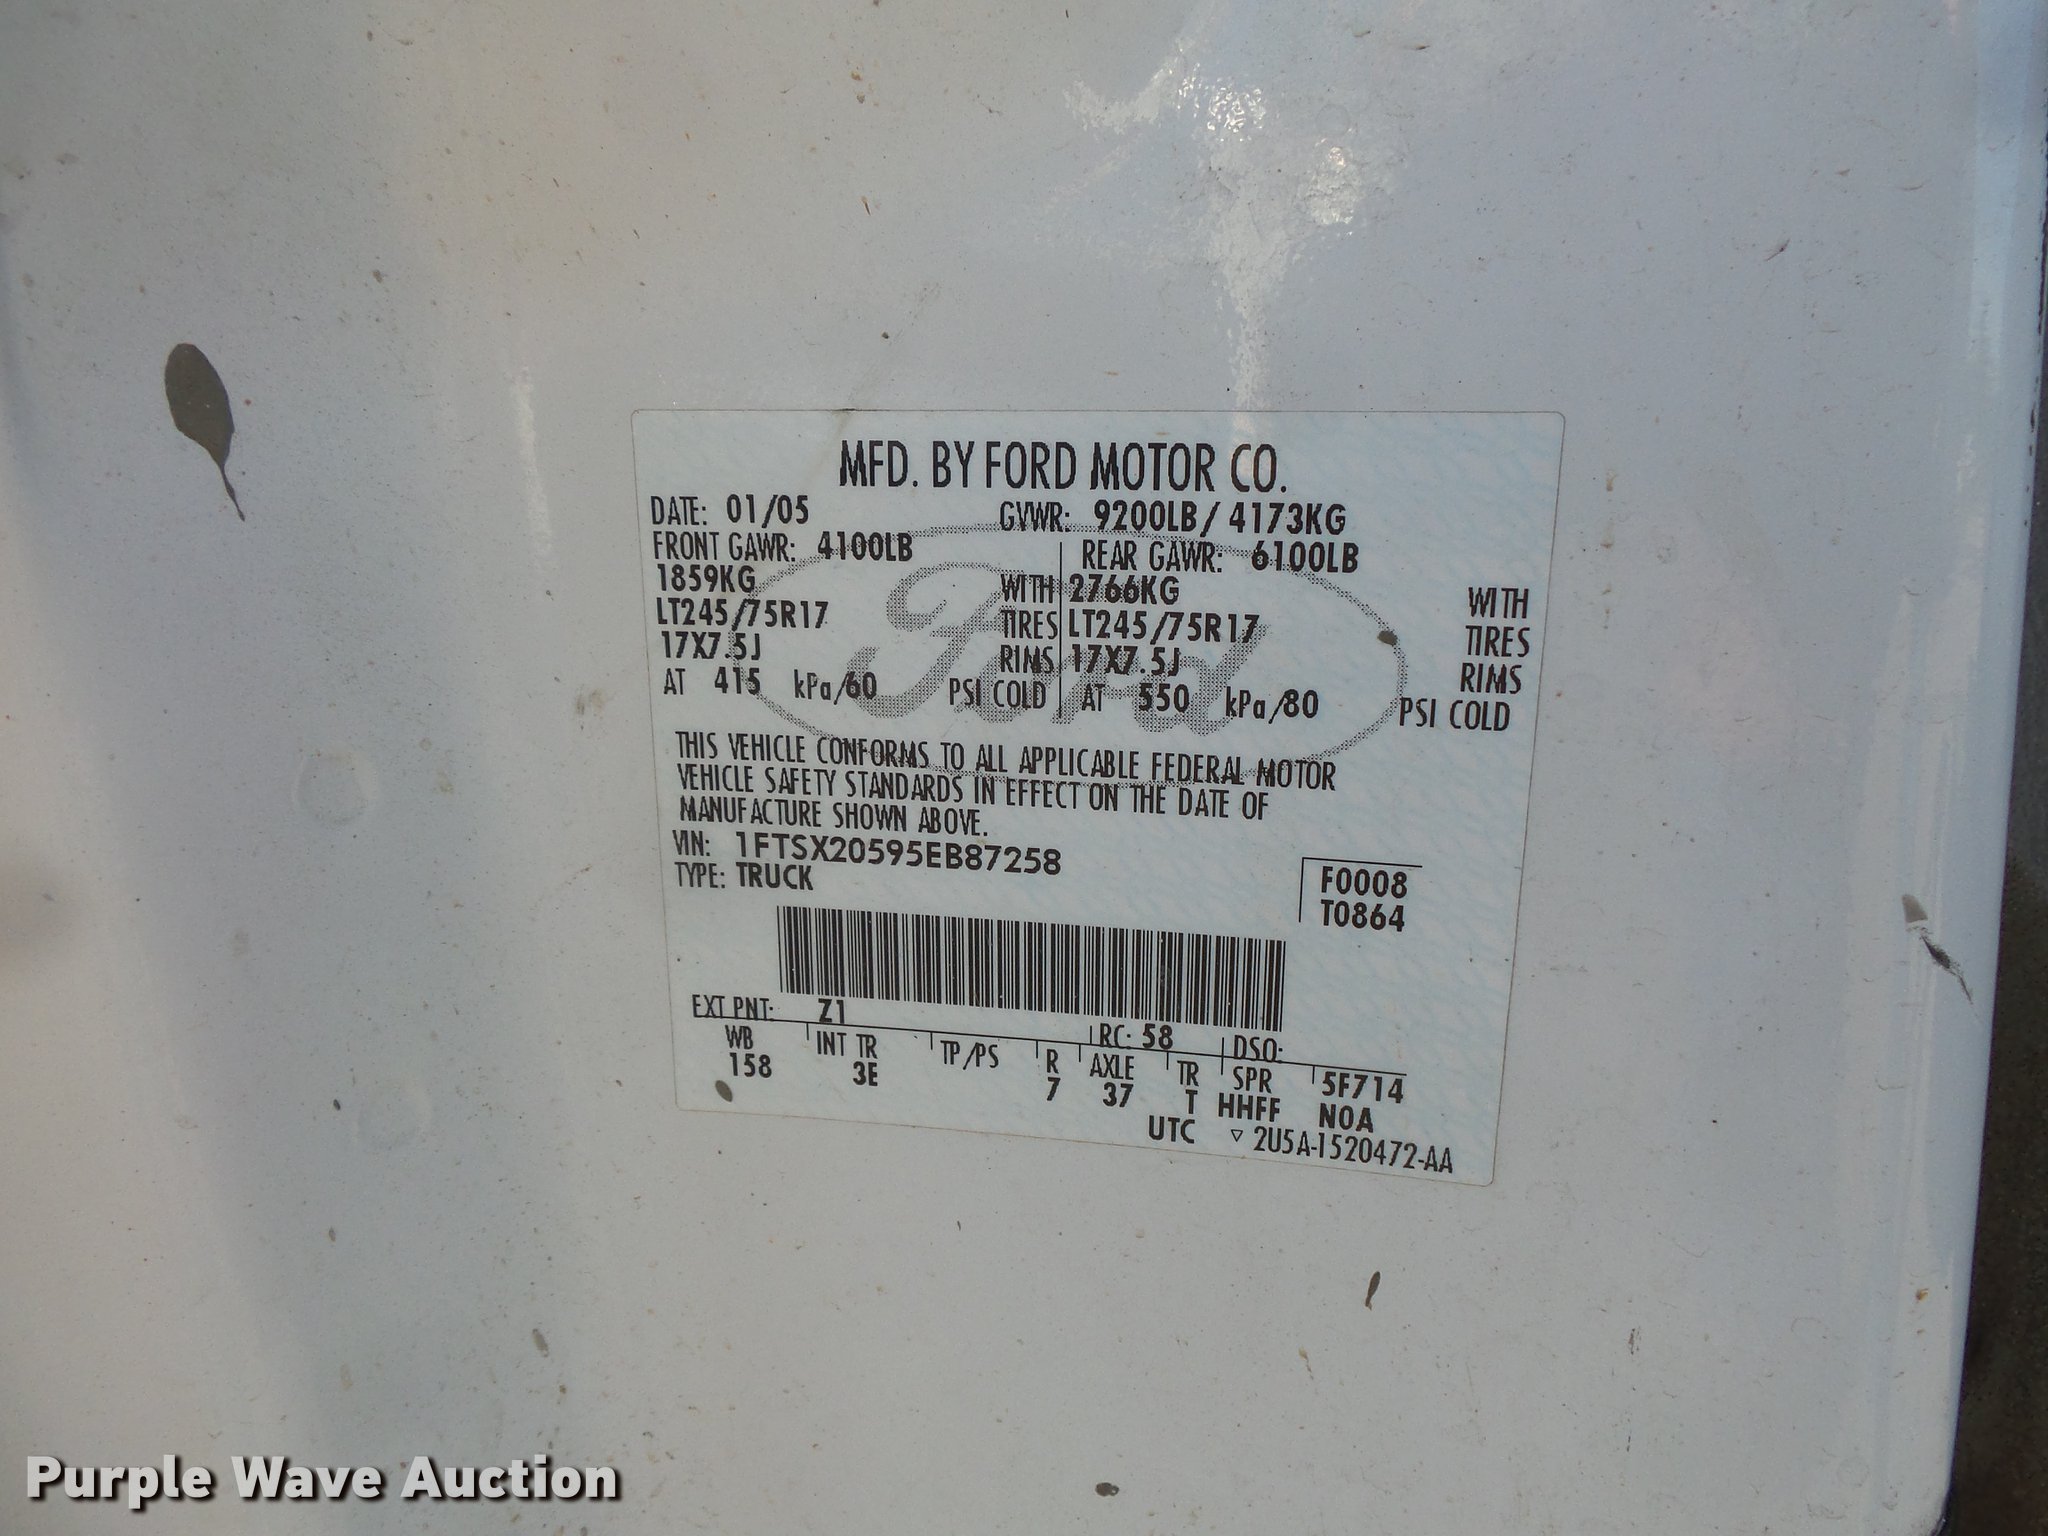 MFD. BY FORD MOTOR CO.
DATE: 01/05 GVWR: 9200LB/ 4173KG
FRONT GAWR: 4100LB REAR GAWR: 6100LB
1859KG WITH 2766KG WITH
LT245/75R17 TIRES LT245/75R17 TIRES
17X7.5J RIMS 17X7.5J RIMS
AT 415 kPa/60 PSI COLD AT 550 kPa/80 PSI COLD
Ford
THIS VEHICLE CONFORMS TO ALL APPLICABLE FEDERAL MOTOR
VEHICLE SAFETY STANDARDS IN EFFECT ON THE DATE OF
MANUFACTURE SHOWN ABOVE.
VIN: 1FTSX20595EB87258
TYPE: TRUCK
F0008
T0864
EXT PNT: Z1 RC: 58 DSO:
WB INT TR TP/PS R AXLE TR SPR 5F714
158 3E 7 37 T HHFF N0A
UTC ▽ 2U5A-1520472-AA
Purple Wave Auction